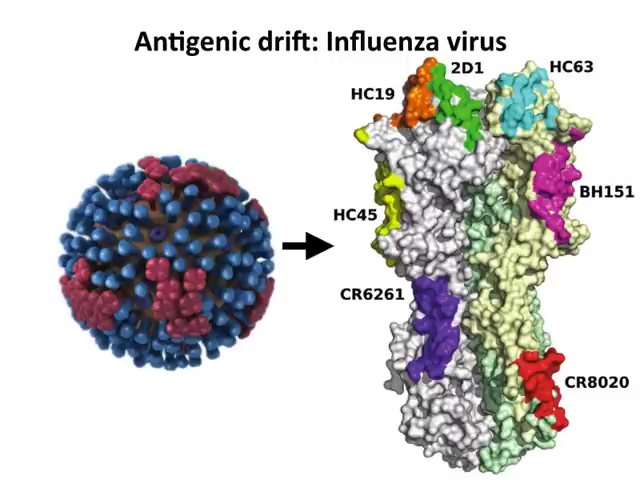 Antigenic drift: Influenza virus
2D1
HC63
HC19
BH151
HC45
CR6261
CR8020